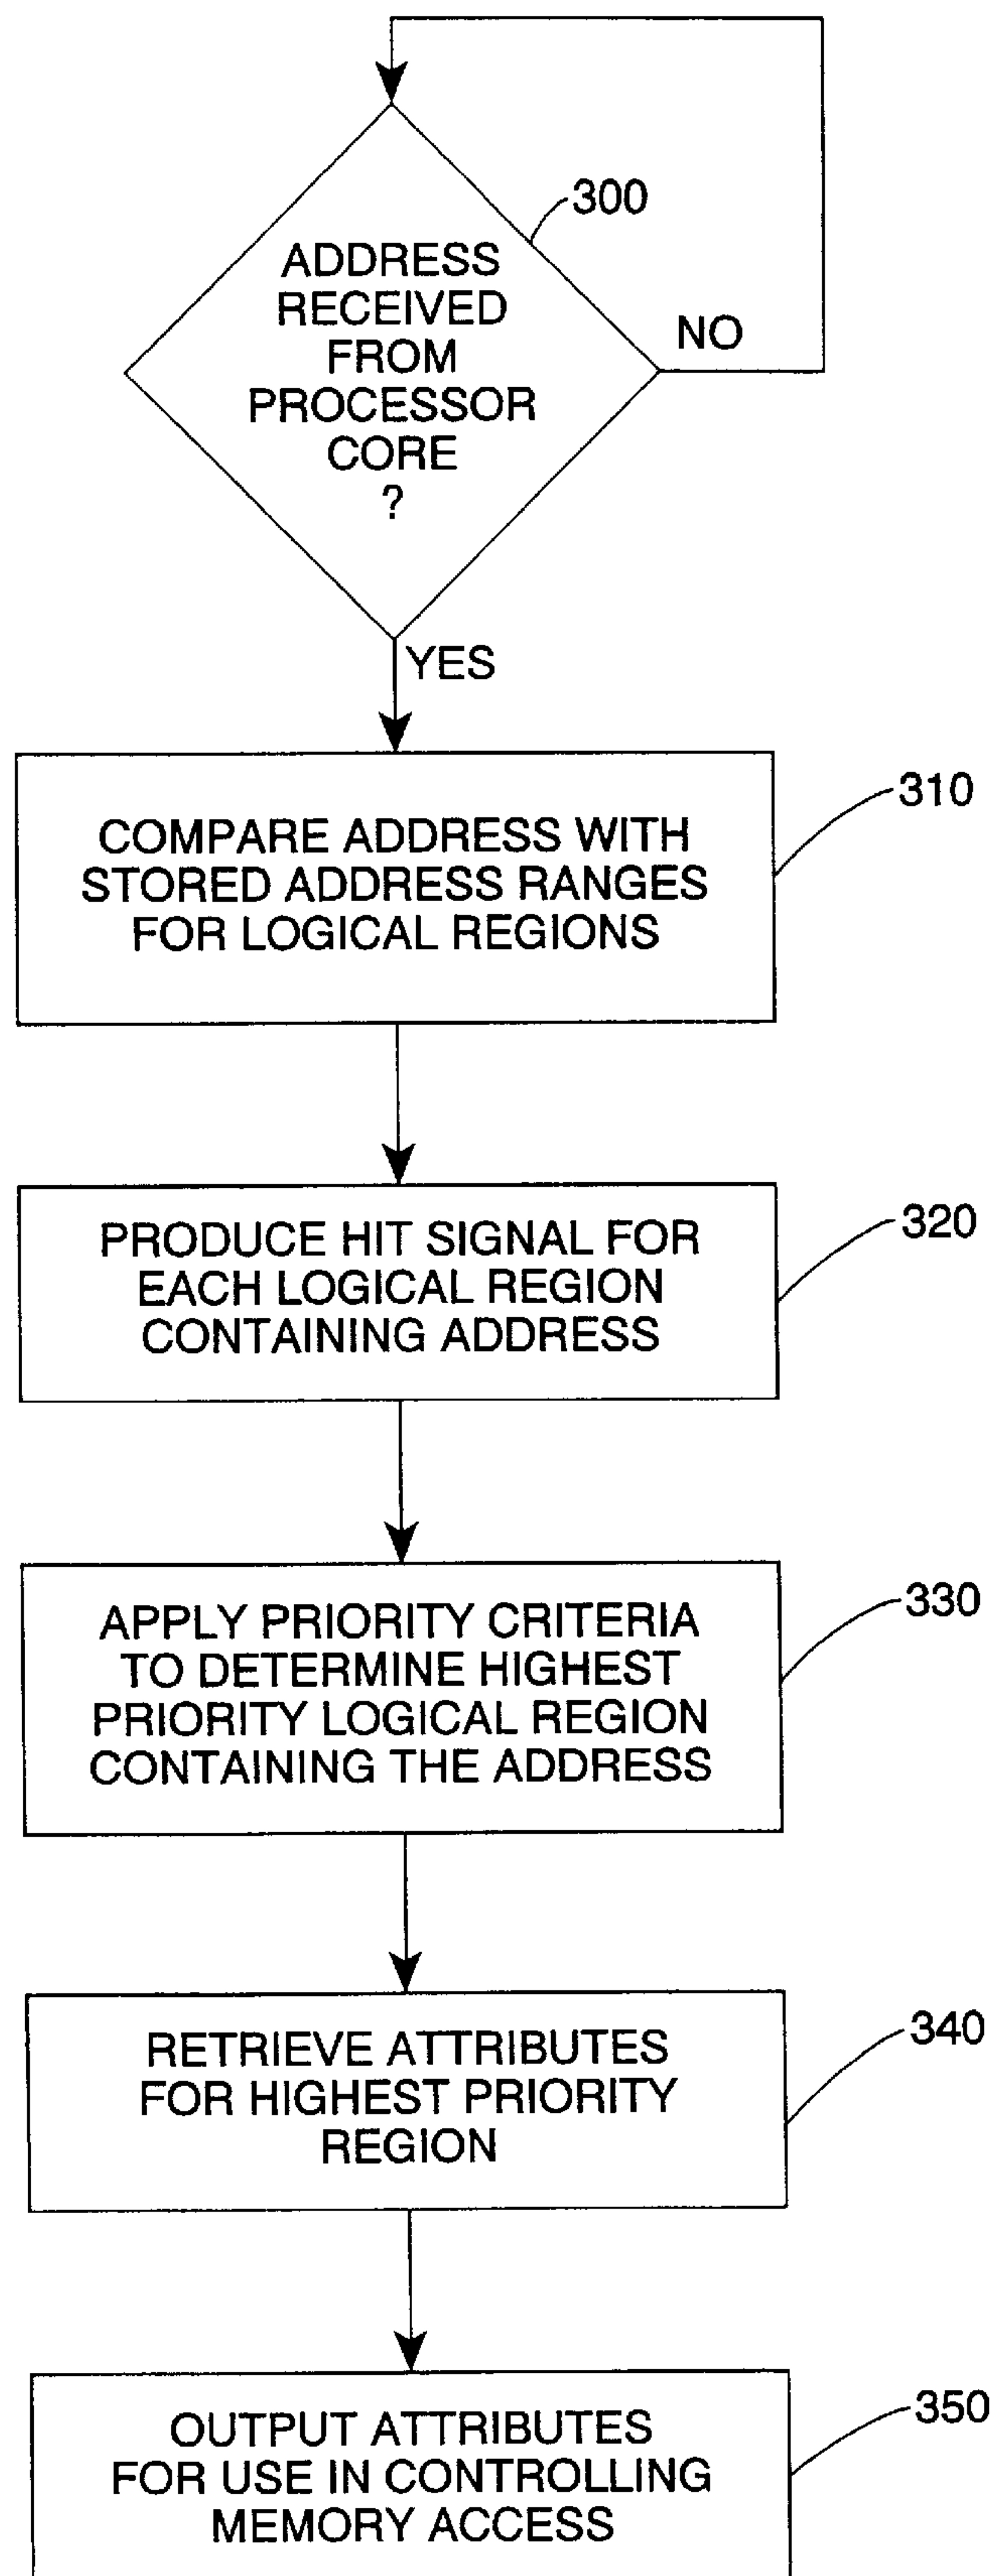 300
ADDRESS
RECEIVED
FROM
PROCESSOR
CORE
?
NO
YES
310
COMPARE ADDRESS WITH
STORED ADDRESS RANGES
FOR LOGICAL REGIONS
320
PRODUCE HIT SIGNAL FOR
EACH LOGICAL REGION
CONTAINING ADDRESS
330
APPLY PRIORITY CRITERIA
TO DETERMINE HIGHEST
PRIORITY LOGICAL REGION
CONTAINING THE ADDRESS
340
RETRIEVE ATTRIBUTES
FOR HIGHEST PRIORITY
REGION
350
OUTPUT ATTRIBUTES
FOR USE IN CONTROLLING
MEMORY ACCESS